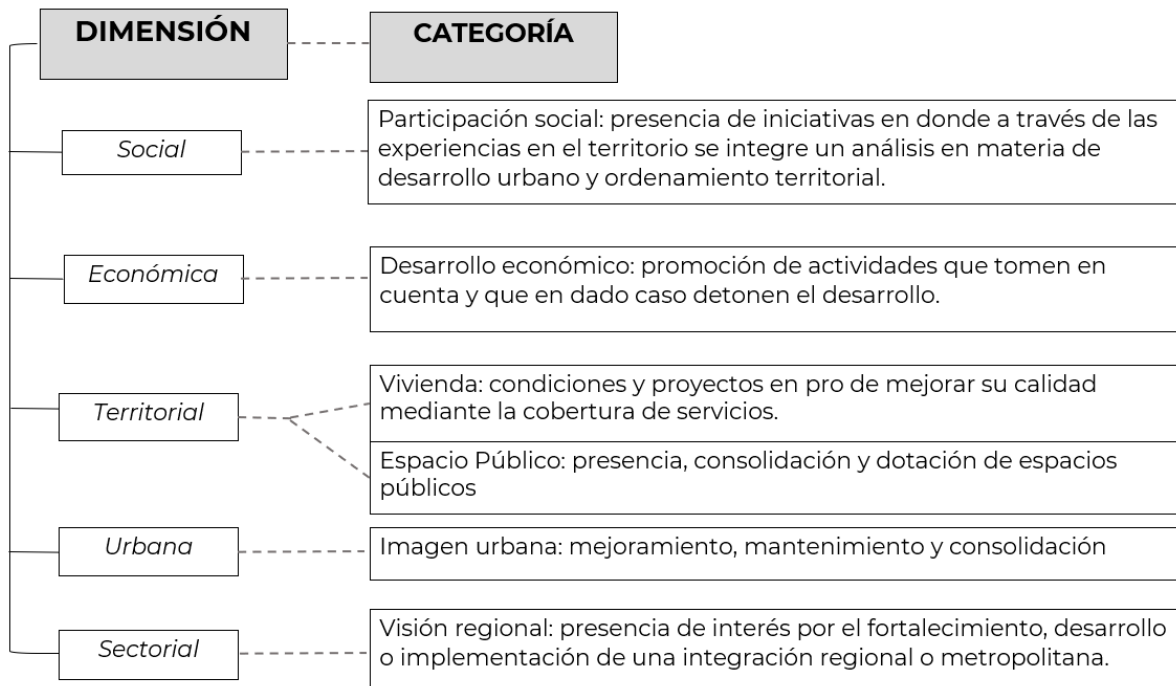 DIMENSIÓN
CATEGORÍA
Social
Participación social: presencia de iniciativas en donde a través de las
experiencias en el territorio se integre un análisis en materia de
desarrollo urbano y ordenamiento territorial.
Económica
Desarrollo económico: promoción de actividades que tomen en
cuenta y que en dado caso detonen el desarrollo.
Territorial
Vivienda: condiciones y proyectos en pro de mejorar su calidad
mediante la cobertura de servicios.
Espacio Público: presencia, consolidación y dotación de espacios
públicos
Urbana
Imagen urbana: mejoramiento, mantenimiento y consolidación
Sectorial
Visión regional: presencia de interés por el fortalecimiento, desarrollo
o implementación de una integración regional o metropolitana.